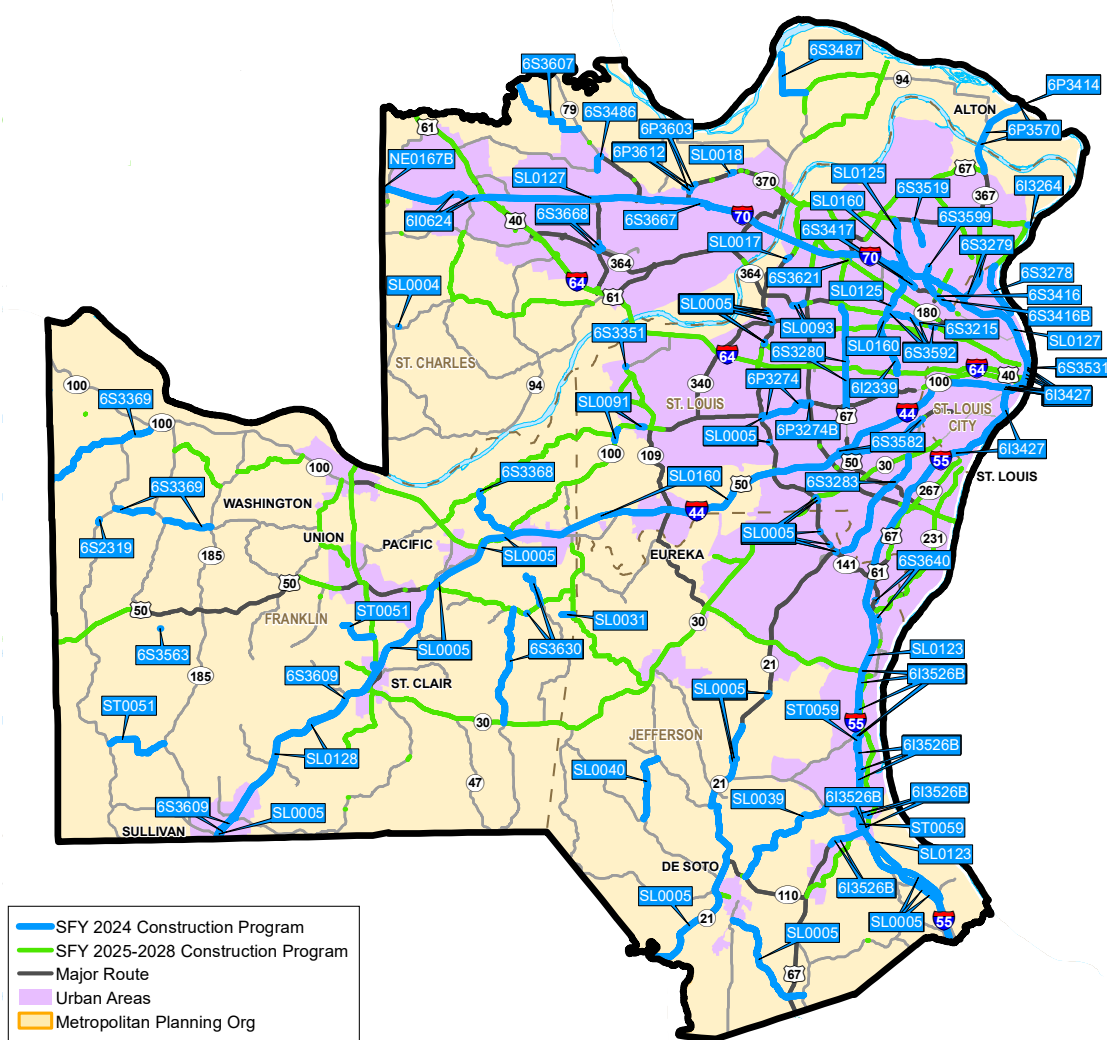 6S3487
6S3607
94
6P3414
79
6S3486
ALTON
6P3603
6P3570
61
6P3612
SL0018
SL0125
67
NE0167B
SL0127
370
6S3519
367
6I3264
SL0160
6I0624
6S3668
6S3667
70
6S3599
40
6S3417
SL0017
6S3279
364
70
364
6S3278
64
6S3621
SL0004
61
SL0125
6S3416
SL0005
180
6S3416B
6S3351
SL0093
6S3215
SL0127
6S3280
SL0160
6S3592
64
64
6S3531
ST. CHARLES
100
40
100
94
340
6P3274
6I2339
6I3427
6S3369
SL0091
ST. LOUIS
67
44
ST. LOUIS
CITY
100
SL0005
6P3274B
6S3582
6I3427
100
109
50
30
55
100
6S3368
SL0160
50
6S3283
ST. LOUIS
6S3369
267
WASHINGTON
44
SL0005
6S2319
UNION
PACIFIC
SL0005
EUREKA
67
231
185
141
61
6S3640
50
50
FRANKLIN
ST0051
SL0031
30
6S3563
SL0005
6S3630
21
SL0123
185
6S3609
ST. CLAIR
SL0005
6I3526B
ST0051
30
ST0059
55
JEFFERSON
SL0128
6I3526B
SL0040
47
21
SL0039
6I3526B
6I3526B
6S3609
SL0005
SULLIVAN
ST0059
SL0123
DE SOTO
6I3526B
110
SL0005
21
SL0005
55
SL0005
67
SFY 2024 Construction Program
SFY 2025-2028 Construction Program
Major Route
Urban Areas
Metropolitan Planning Org